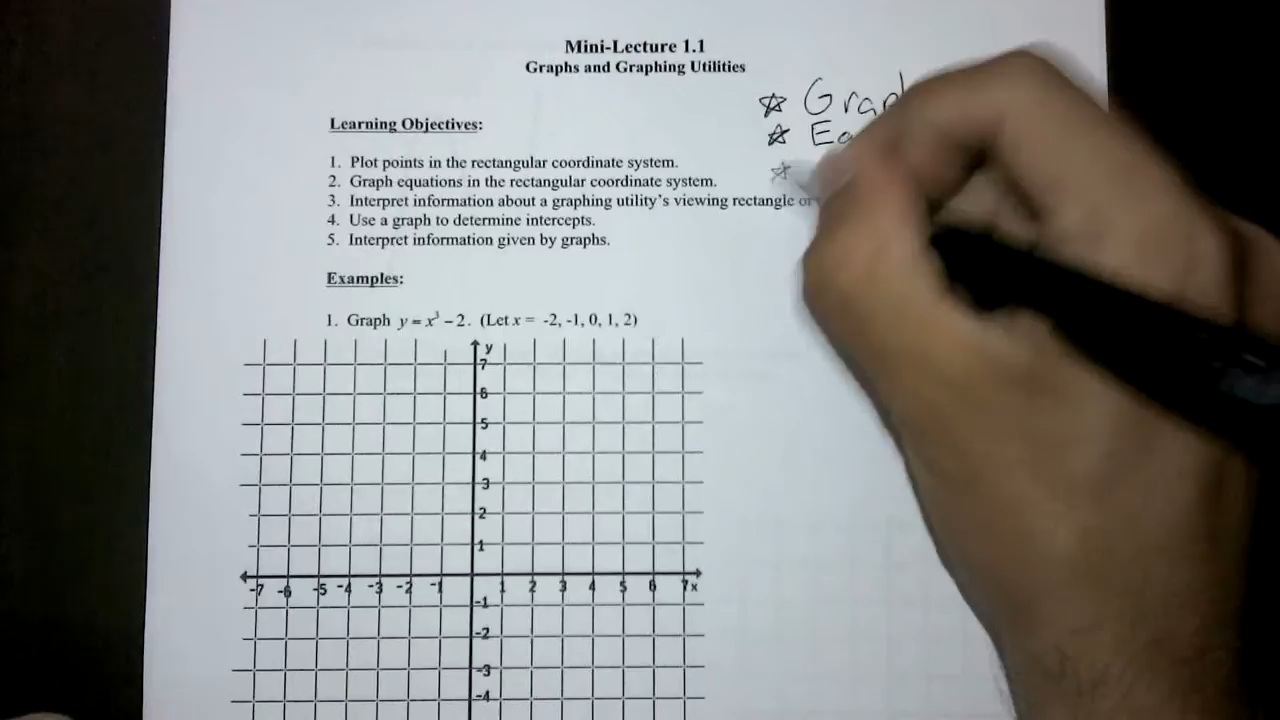 Mini-Lecture 1.1
Graphs and Graphing Utilities
☆ Grap
☆ Eq
☆
Learning Objectives:
1. Plot points in the rectangular coordinate system.
2. Graph equations in the rectangular coordinate system.
3. Interpret information about a graphing utility's viewing rectangle or
4. Use a graph to determine intercepts.
5. Interpret information given by graphs.
Examples:
1. Graph y = x³ – 2. (Let x = -2, -1, 0, 1, 2)
y
7
6
5
4
3
2
1
-7 -6 -5 -4 -3 -2 -1 1 2 3 4 5 6 7 x
-1
-2
-3
-4